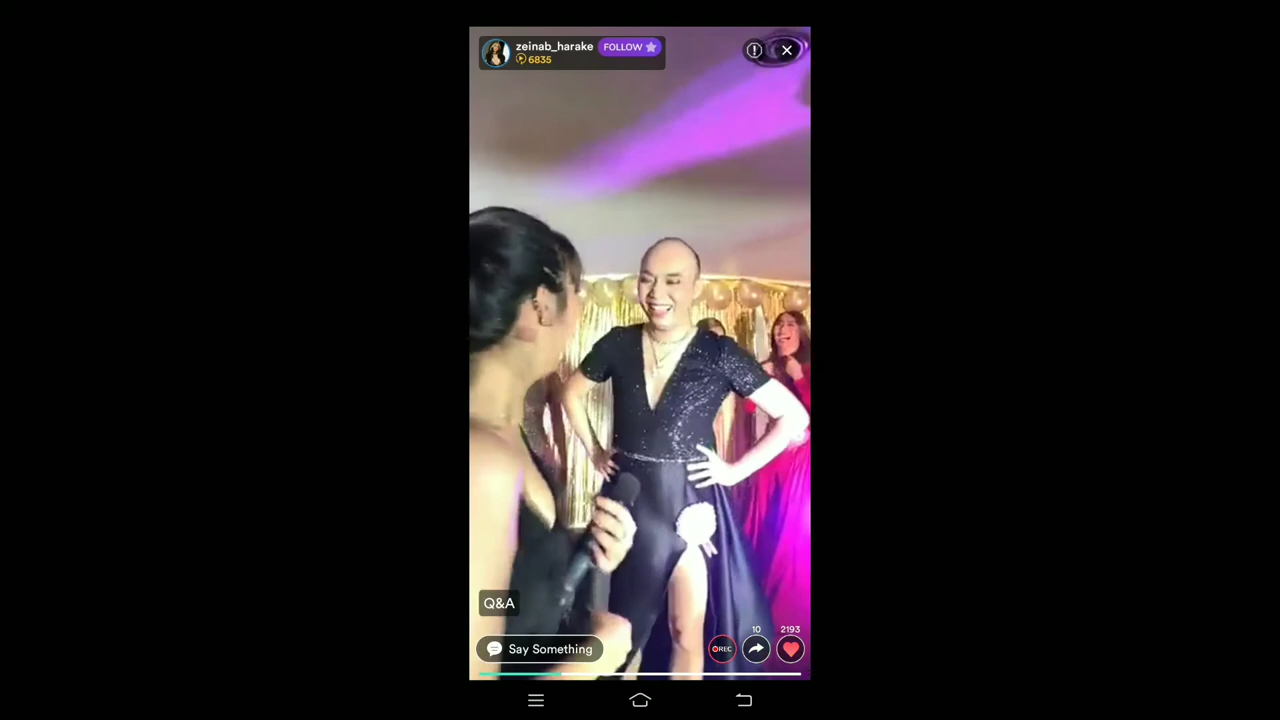 zeinab_harake FOLLOW
6835
Q&A
10 2193
Say Something
REC